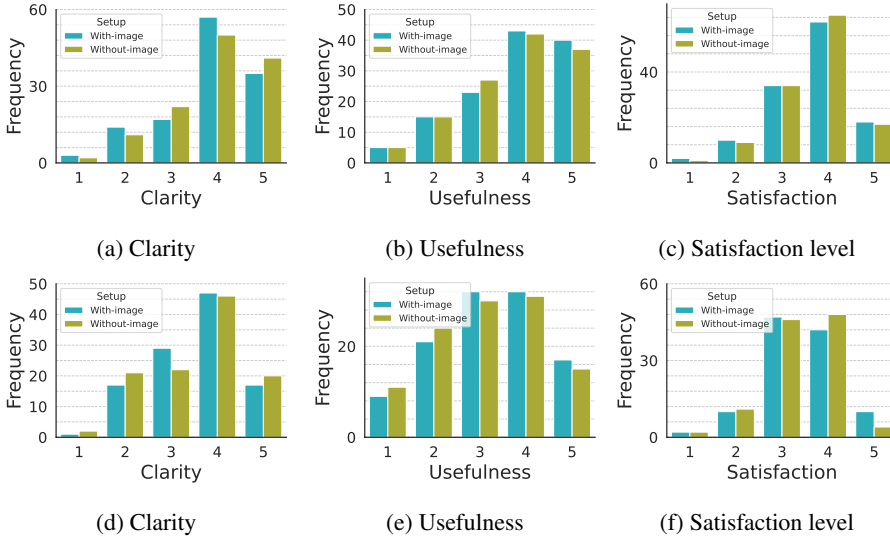 60
30
0
Frequency
Setup
With-image
Without-image
1 2 3 4 5
Clarity
(a) Clarity
50
40
30
20
10
0
Frequency
Setup
With-image
Without-image
1 2 3 4 5
Usefulness
(b) Usefulness
40
0
Frequency
Setup
With-image
Without-image
1 2 3 4 5
Satisfaction
(c) Satisfaction level
50
40
30
20
10
0
Frequency
Setup
With-image
Without-image
1 2 3 4 5
Clarity
(d) Clarity
20
0
Frequency
Setup
With-image
Without-image
1 2 3 4 5
Usefulness
(e) Usefulness
60
30
0
Frequency
Setup
With-image
Without-image
1 2 3 4 5
Satisfaction
(f) Satisfaction level